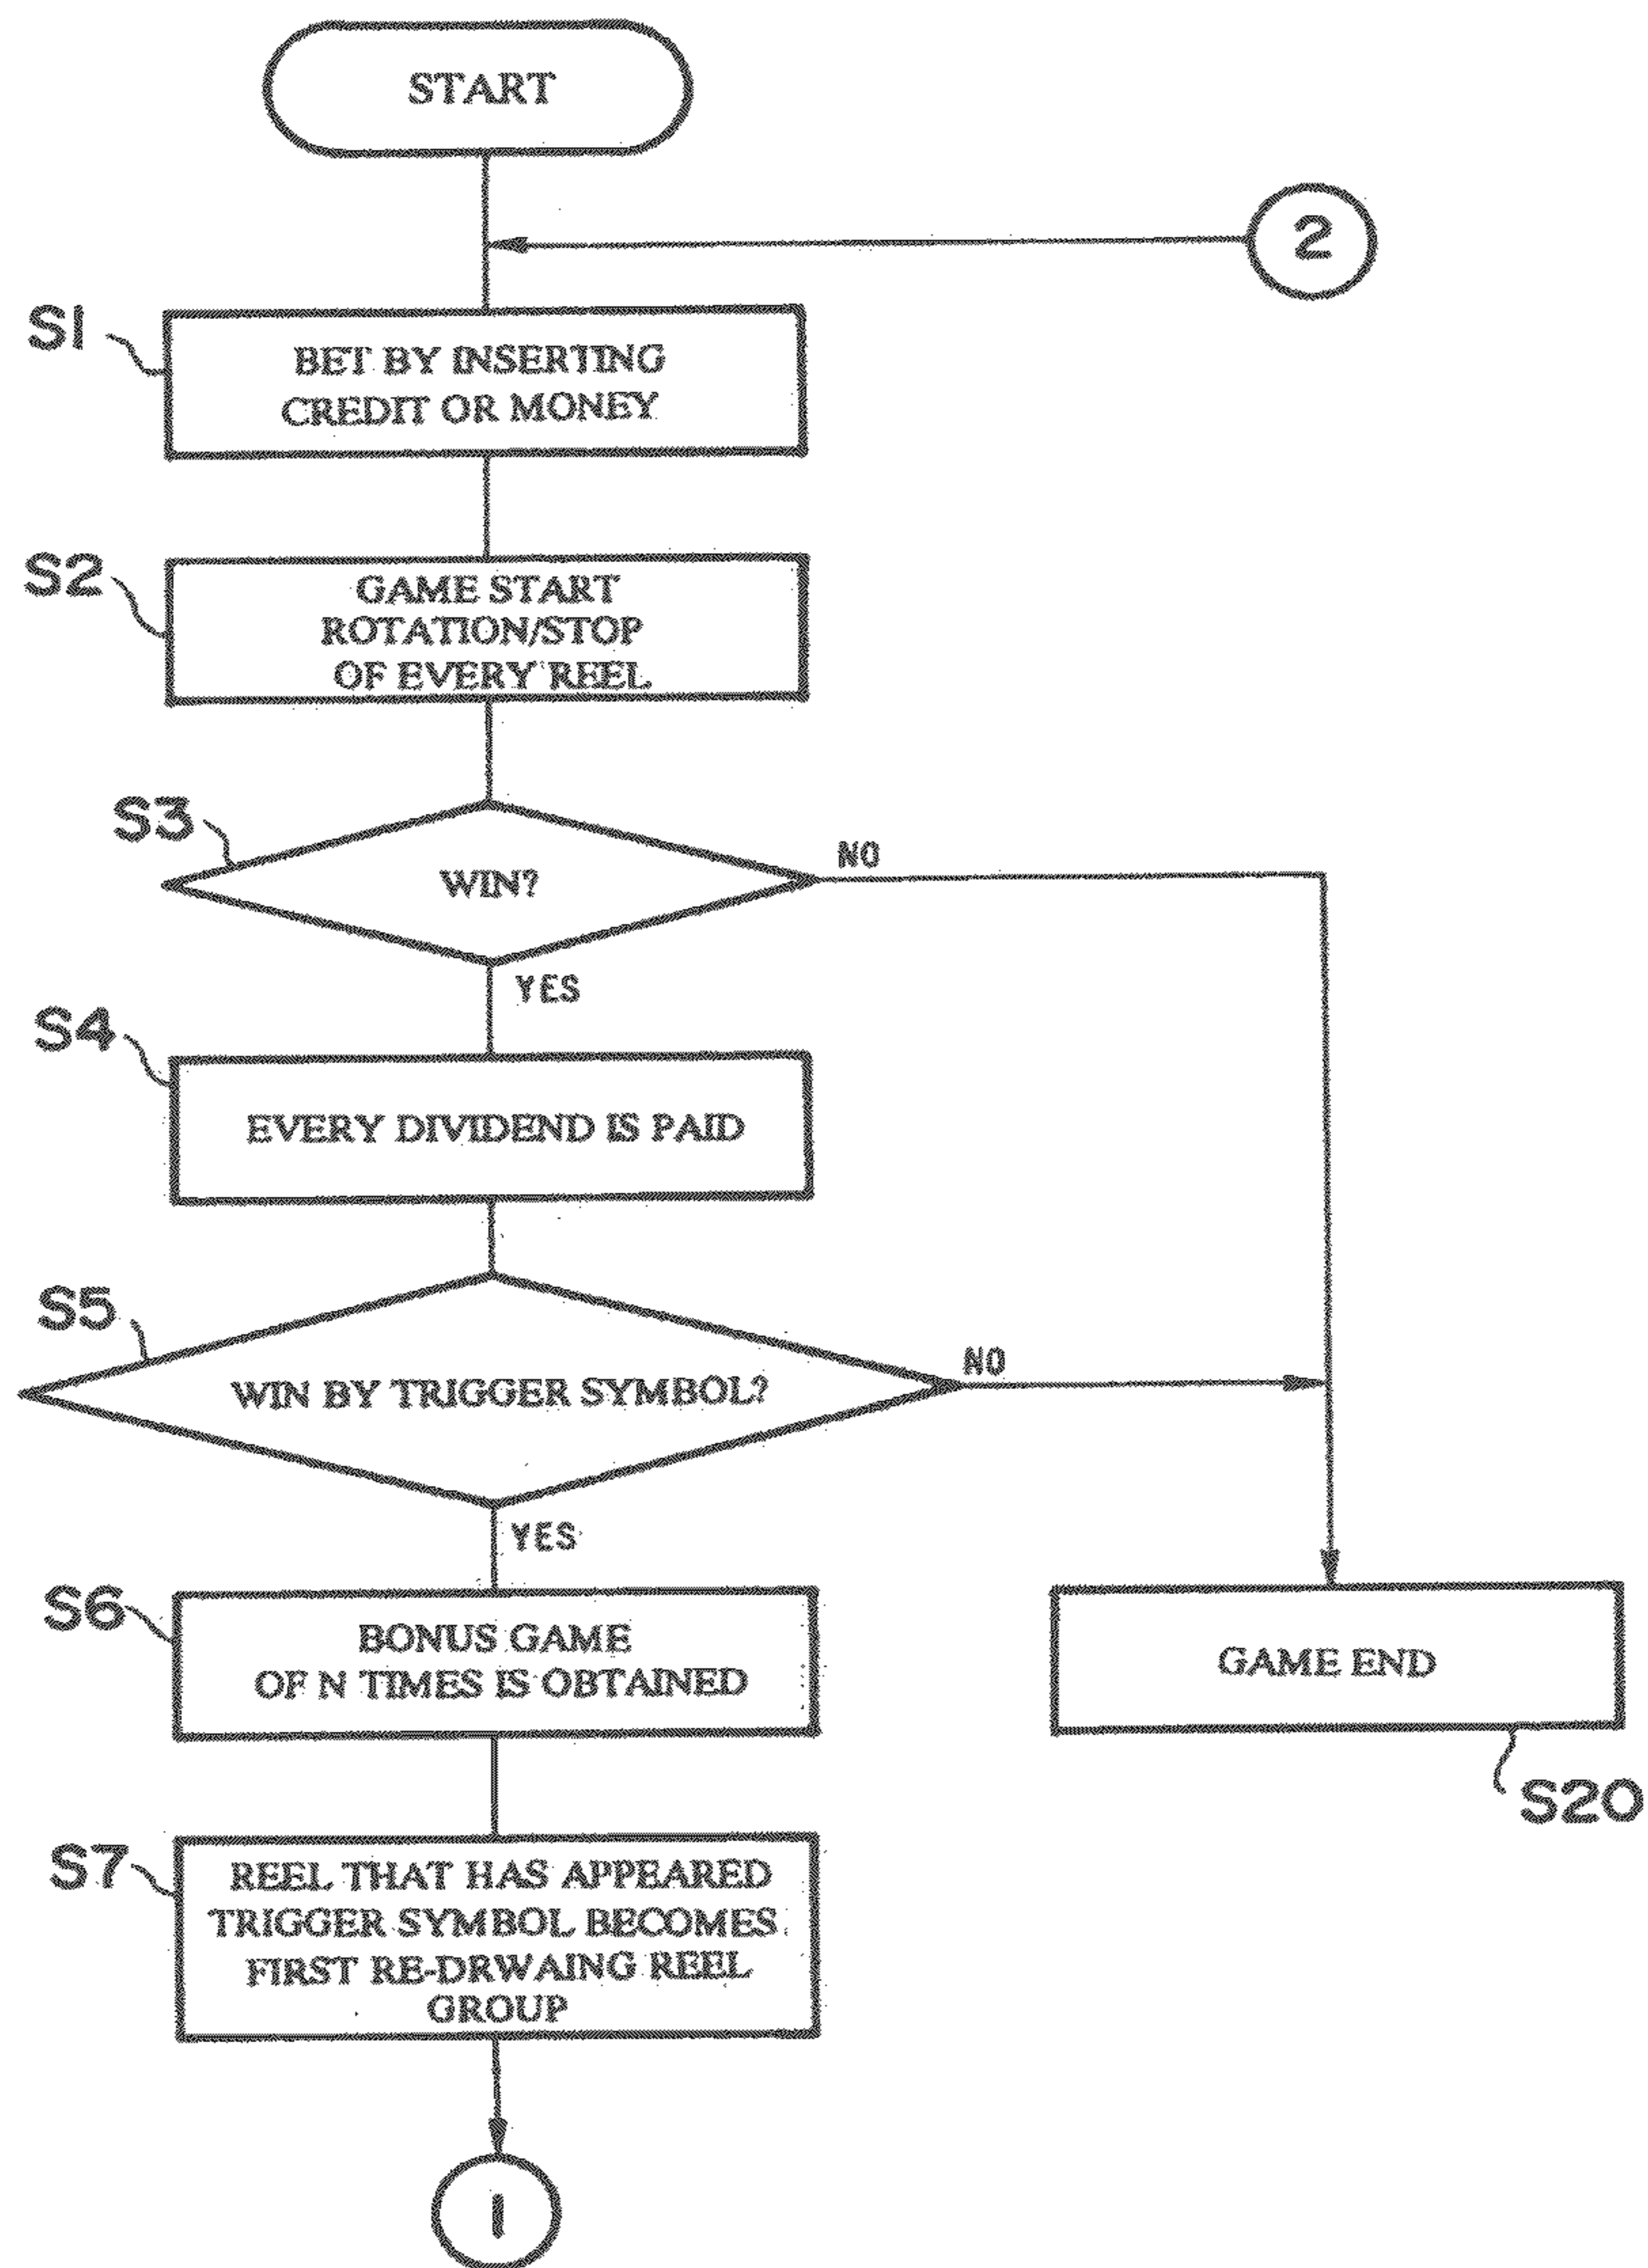 START
2
S1
BET BY INSERTING
CREDIT OR MONEY
S2
GAME START
ROTATION/STOP
OF EVERY REEL
S3
WIN?
NO
YES
S4
EVERY DIVIDEND IS PAID
S5
WIN BY TRIGGER SYMBOL?
NO
YES
S6
BONUS GAME
OF N TIMES IS OBTAINED
GAME END
S20
S7
REEL THAT HAS APPEARED
TRIGGER SYMBOL BECOMES
FIRST RE-DRWAING REEL
GROUP
1